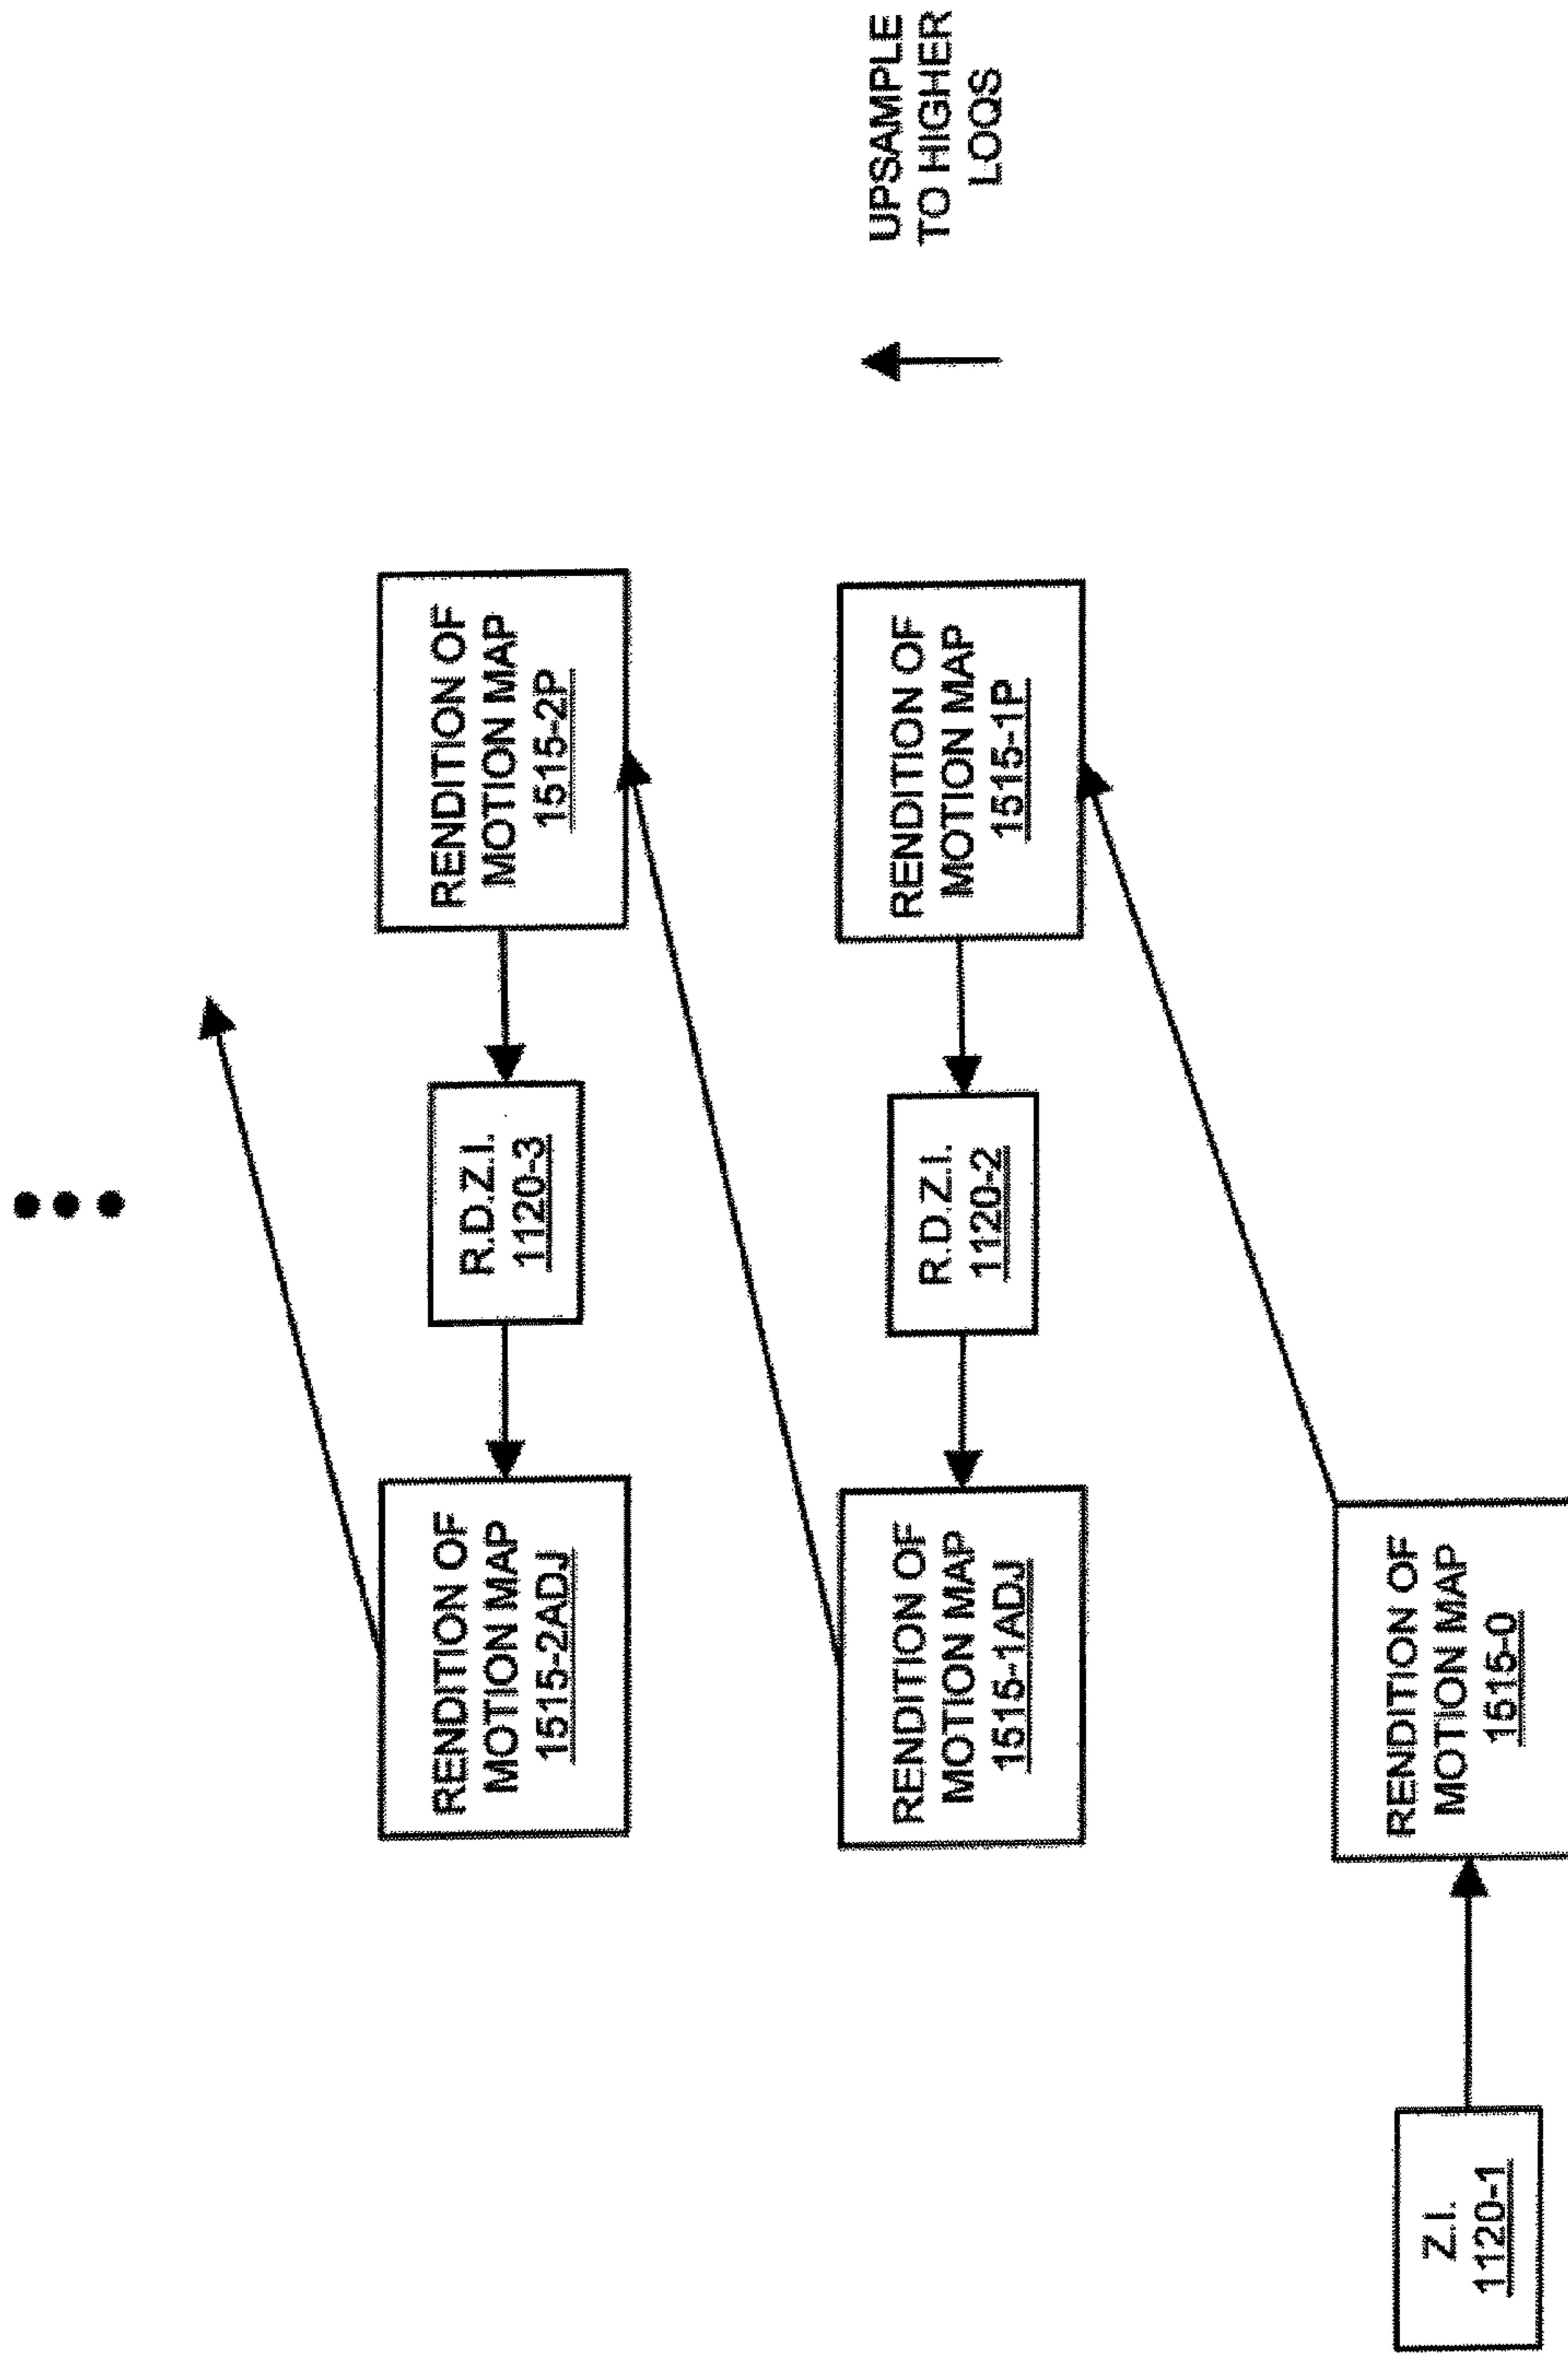 UPSAMPLE
TO HIGHER
LOQS
RENDITION OF
MOTION MAP
1515-2ADJ
R.D.Z.I.
1120-3
RENDITION OF
MOTION MAP
1515-2P
RENDITION OF
MOTION MAP
1515-1ADJ
R.D.Z.I.
1120-2
RENDITION OF
MOTION MAP
1515-1P
Z.I.
1120-1
RENDITION OF
MOTION MAP
1515-0